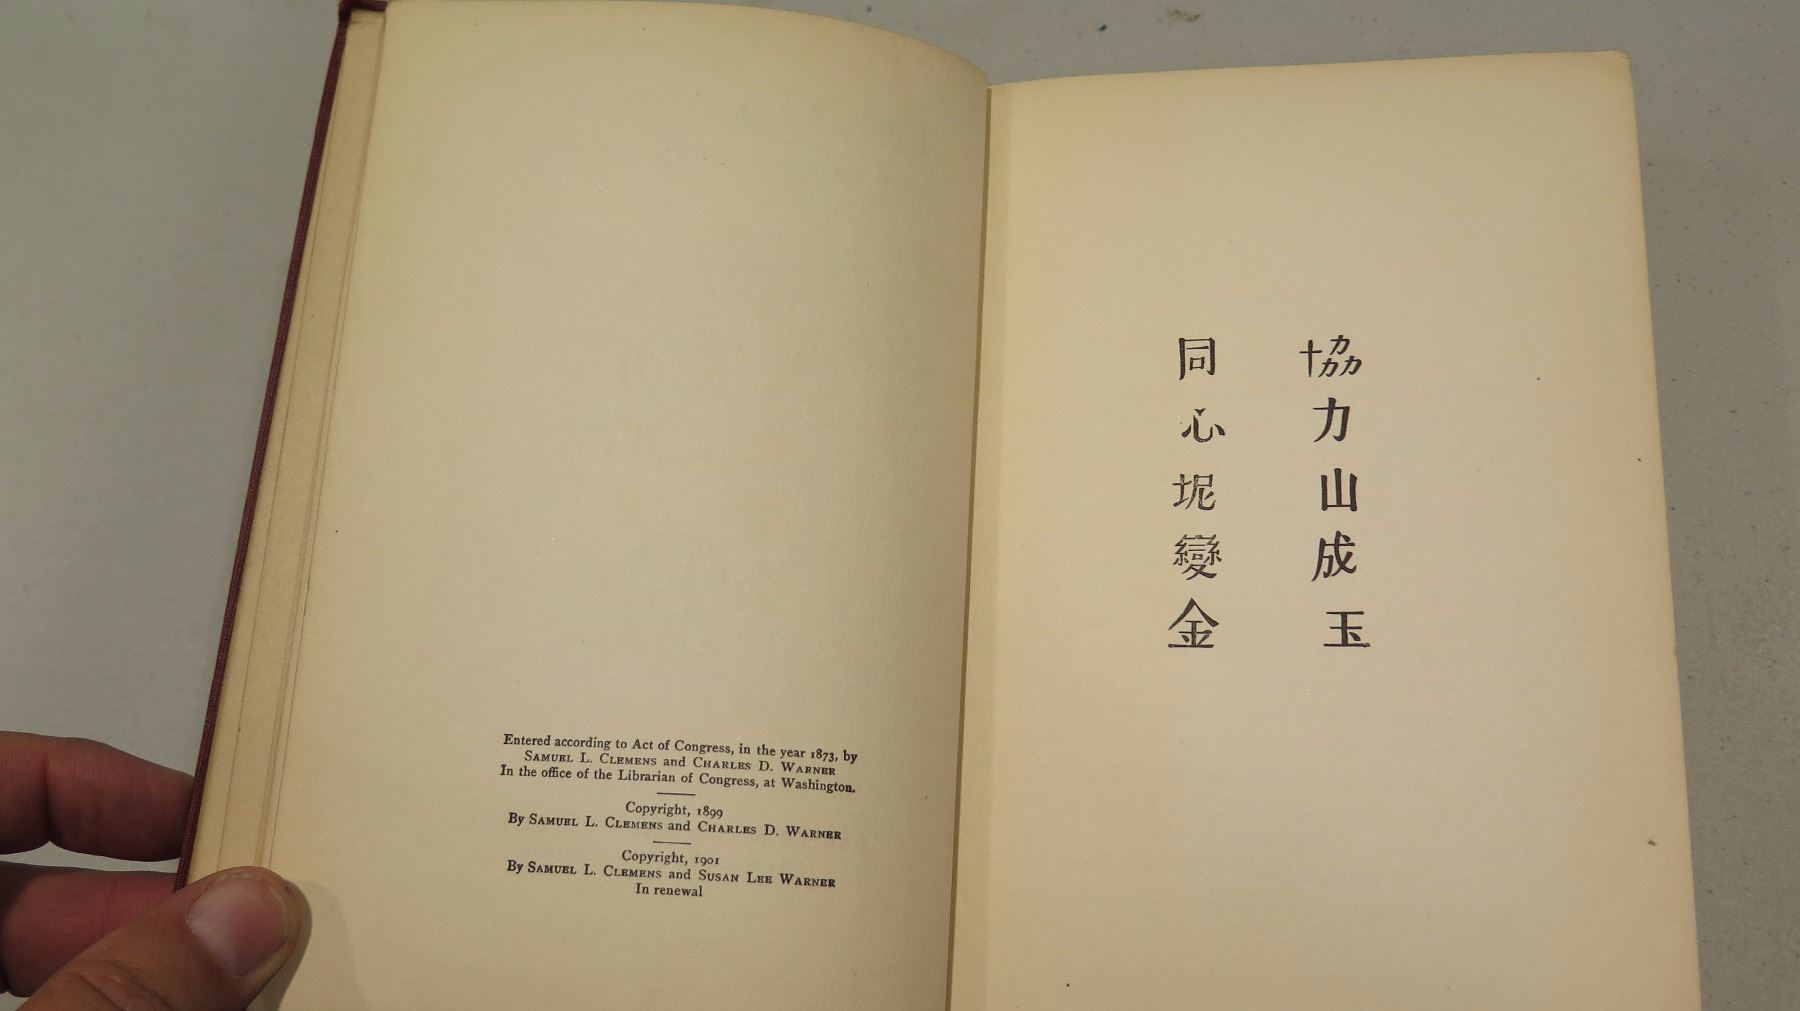 Entered according to Act of Congress, in the year 1873, by
SAMUEL L. CLEMENS and CHARLES D. WARNER
In the office of the Librarian of Congress, at Washington.
Copyright, 1899
By SAMUEL L. CLEMENS and CHARLES D. WARNER
Copyright, 1901
By SAMUEL L. CLEMENS and SUSAN LEE WARNER
In renewal
協力山成玉
同心坭變金